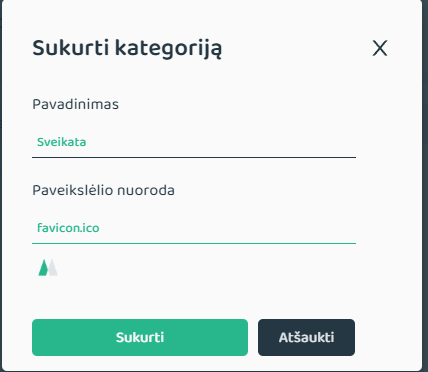 Sukurti kategoriją
X
Pavadinimas
Sveikata
Paveikslėlio nuoroda
favicon.ico
Sukurti
Atšaukti